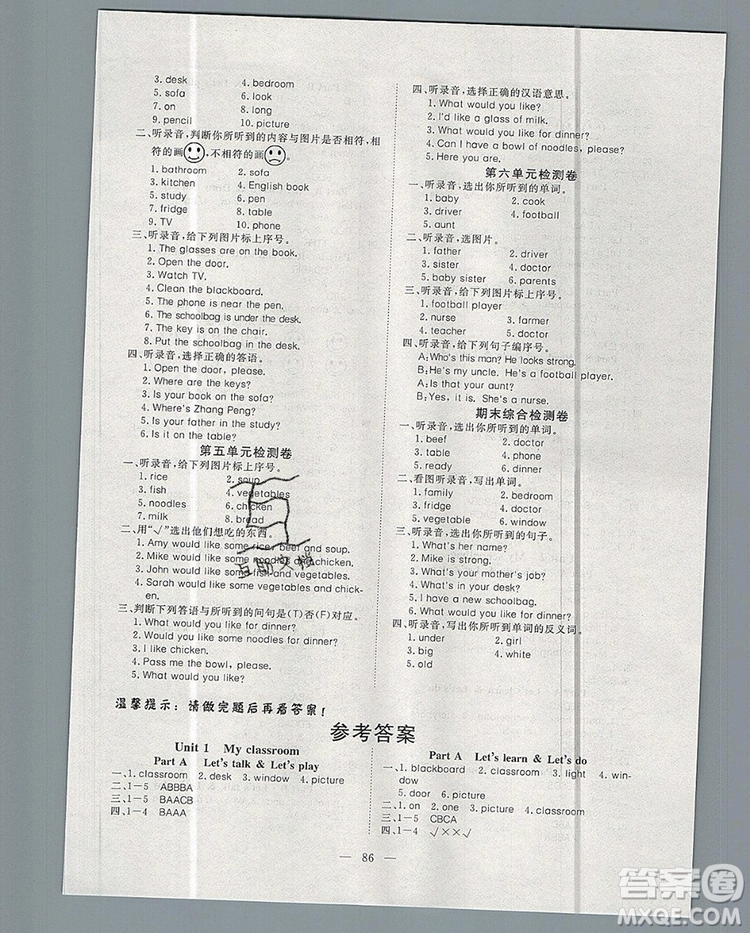 3. desk 4. bedroom
5. sofa 6. look
7. on 8. long
9. pencil 10. picture
二、听录音,判断你所听到的内容与图片是否相符,相
符的画,不相符的画。
1. bathroom 2. sofa
3. kitchen 4. English book
5. study 6. pen
7. fridge 8. table
9. TV 10. phone
三、听录音,给下列图片标上序号。
1. The glasses are on the book.
2. Open the door.
3. Watch TV.
4. Clean the blackboard.
5. The phone is near the pen.
6. The schoolbag is under the desk.
7. The key is on the chair.
8. Put the schoolbag in the desk.
四、听录音,选择正确的答语。
1. Open the door, please!
2. Where are the keys?
3. Is your book on the sofa?
4. Where's Zhang Peng?
5. Is your father in the study?
6. Is it on the table?
第五单元检测卷
一、听录音,给下列图片标上序号。
1. rice 2. soup
3. fish 4. vegetables
5. noodles 6. chicken
7. milk 8. bread
二、用“√”选出他们想吃的东西。
1. Amy would like some rice, beef and soup.
2. Mike would like some noodles and chicken.
3. John would like some fish and vegetables.
4. Sarah would like some vegetables and chick-
en.
三、判断下列答语与所听到的问句是(T)否(F)对应。
1. What would you like for dinner?
2. Would you like some noodles for dinner?
3. I like chicken.
4. Pass me the bowl, please.
5. What would you like?
四、听录音,选择正确的汉语意思。
1. What would you like?
2. I'd like a glass of milk.
3. What would you like for dinner?
4. Can I have a bowl of noodles, please?
5. Here you are.
第六单元检测卷
一、听录音,选出你所听到的单词。
1. baby 2. cook
3. driver 4. football
5. aunt
二、听录音,选图片。
1. father 2. driver
3. sister 4. doctor
5. baby sister 6. parents
三、听录音,给下列图片标上序号。
1. football player
2. nurse 3. farmer
4. teacher 5. doctor
四、听录音,给下列句子编序号。
A: Who's this man? He looks strong.
B: He's my uncle. He's a football player.
A: Is that your aunt?
B: Yes, it is. She's a nurse.
期末综合检测卷
一、听录音,选出你所听到的单词。
1. beef 2. doctor
3. table 4. phone
5. ready
二、看图听录音,写出单词。
1. family 2. bedroom
3. fridge 4. doctor
5. vegetable 6. window
三、听录音,选出你所听到的句子。
1. What's her name?
2. Mike is strong.
3. What's your mother's job?
4. What's in the desk?
5. I have a new schoolbag.
6. What would you like for dinner?
四、听录音,写出你所听到单词的反义词。
1. under 2. girl
3. big 4. white
5. old
温馨提示:请做完题后再看答案!
参考答案
Unit 1 My classroom
Part A Let's talk & Let's play
一、1. classroom 2. desk 3. window 4. picture
二、1-5 ABBBA
三、1-5 BAACB
四、1-4 BAAA
Part A Let's learn & Let's do
一、1. blackboard 2. classroom 3. light 4. win-
dow
5. door 6. picture
二、1. on 2. one 3. picture 4. classroom
三、1-5 CBCA
四、1-4 √××√
— 86 —
互助文档
答案圈
MXQE.COM